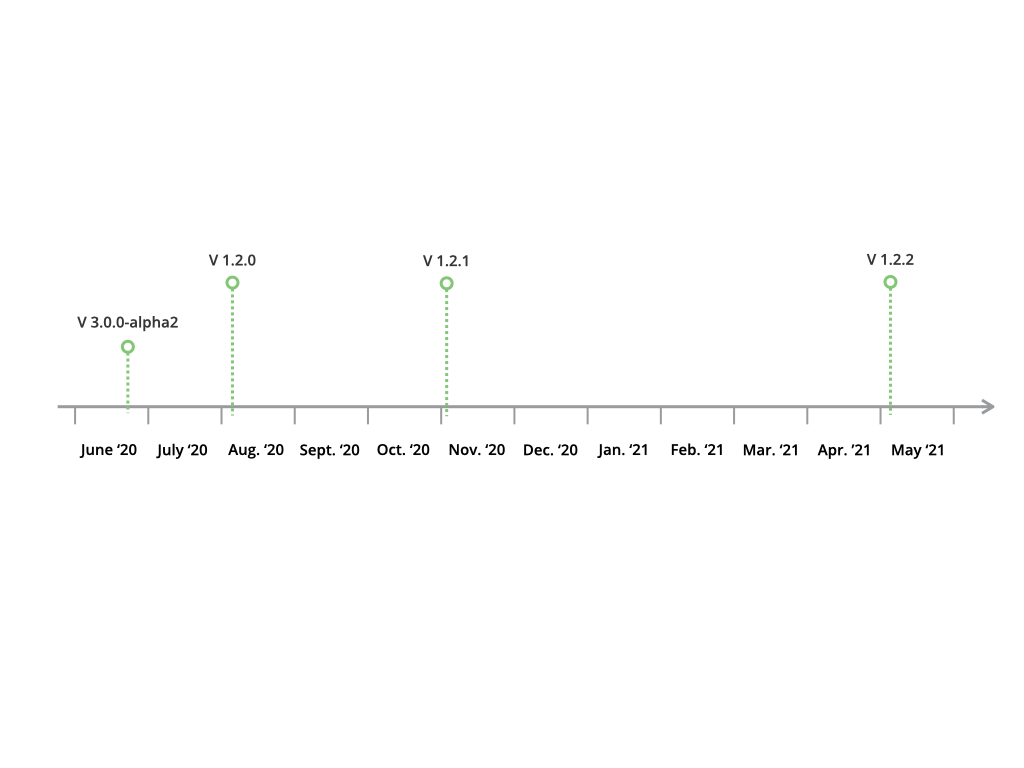 V 1.2.0
V 1.2.1
V 1.2.2
V 3.0.0-alpha2
June ‘20
July ‘20
Aug. ‘20
Sept. ‘20
Oct. ‘20
Nov. ‘20
Dec. ‘20
Jan. ‘21
Feb. ‘21
Mar. ‘21
Apr. ‘21
May ‘21